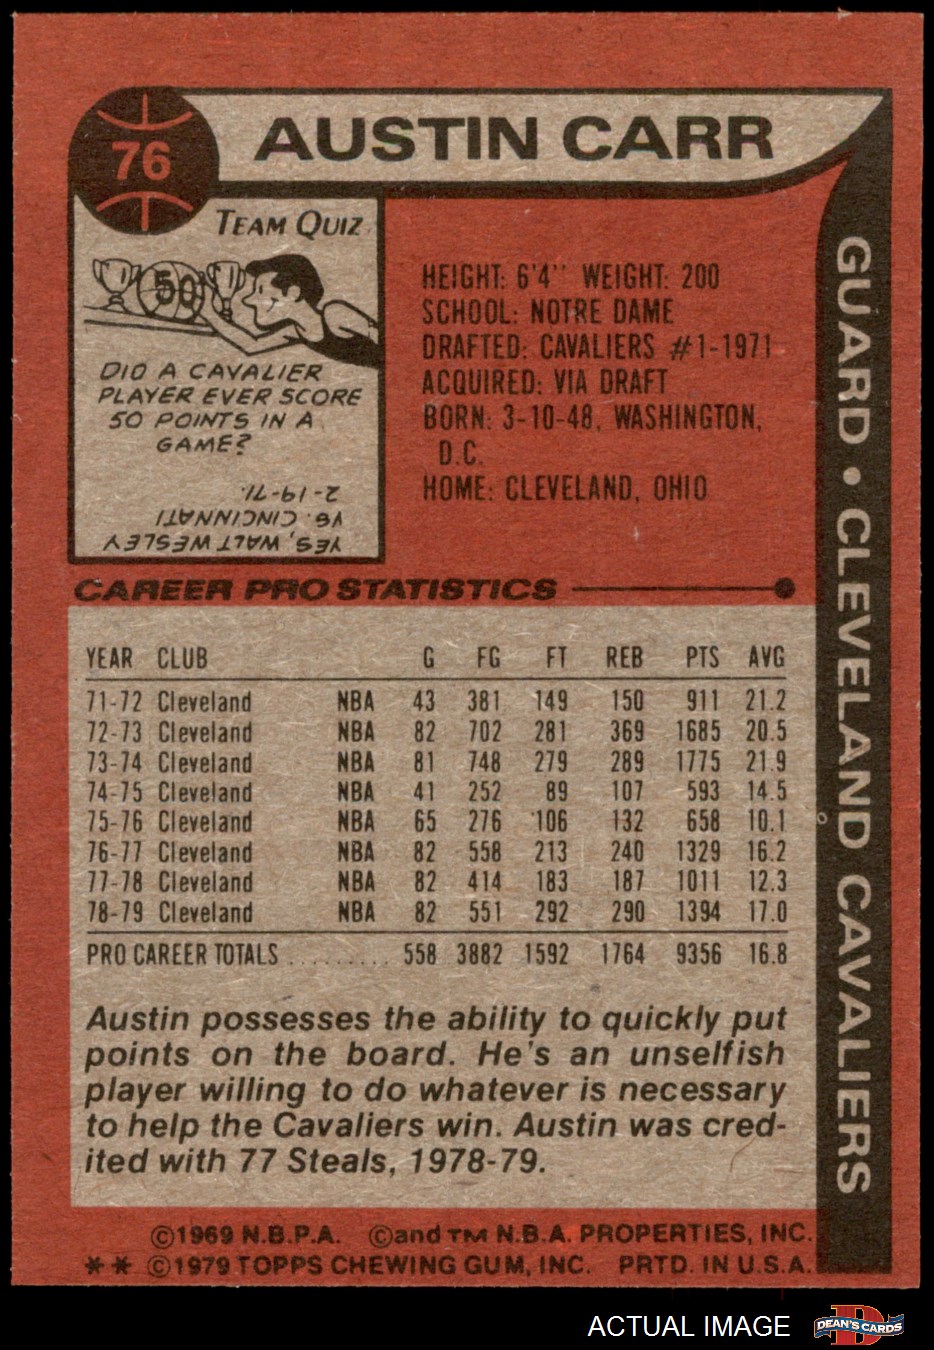 76
AUSTIN CARR
TEAM QUIZ
50
DID A CAVALIER
PLAYER EVER SCORE
50 POINTS IN A
GAME?
YES, WALT WESLEY
VS. CINCINNATI
2-19-71.
HEIGHT: 6'4" WEIGHT: 200
SCHOOL: NOTRE DAME
DRAFTED: CAVALIERS #1-1971
ACQUIRED: VIA DRAFT
BORN: 3-10-48, WASHINGTON,
D.C.
HOME: CLEVELAND, OHIO
GUARD • CLEVELAND CAVALIERS
CAREER PRO STATISTICS
YEAR CLUB G FG FT REB PTS AVG
71-72 Cleveland NBA 43 381 149 150 911 21.2
72-73 Cleveland NBA 82 702 281 369 1685 20.5
73-74 Cleveland NBA 81 748 279 289 1775 21.9
74-75 Cleveland NBA 41 252 89 107 593 14.5
75-76 Cleveland NBA 65 276 106 132 658 10.1
76-77 Cleveland NBA 82 558 213 240 1329 16.2
77-78 Cleveland NBA 82 414 183 187 1011 12.3
78-79 Cleveland NBA 82 551 292 290 1394 17.0
PRO CAREER TOTALS ......... 558 3882 1592 1764 9356 16.8
Austin possesses the ability to quickly put
points on the board. He's an unselfish
player willing to do whatever is necessary
to help the Cavaliers win. Austin was cred-
ited with 77 Steals, 1978-79.
©1969 N.B.P.A. ©and TM N.B.A. PROPERTIES, INC.
** ©1979 TOPPS CHEWING GUM, INC. PRTD. IN U.S.A.
ACTUAL IMAGE
D
DEAN'S CARDS